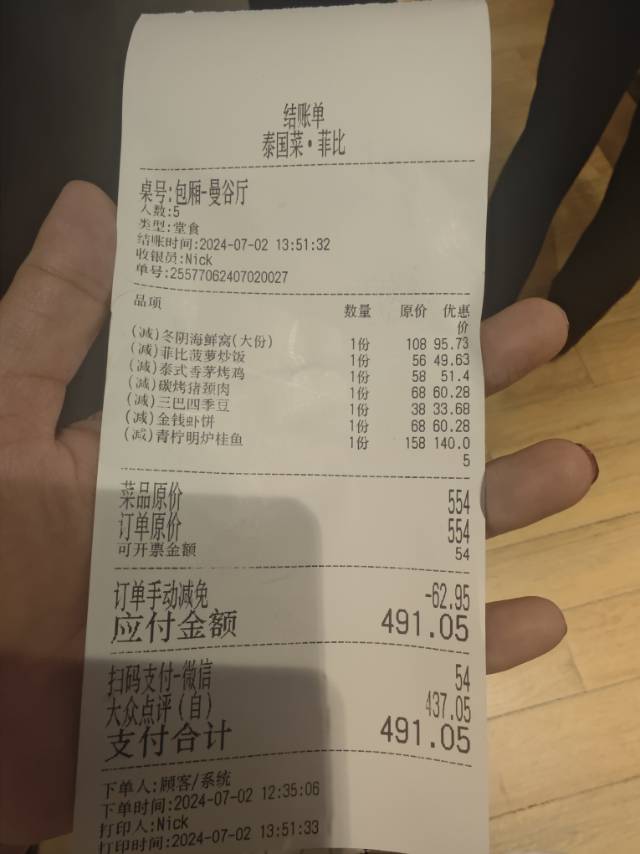 结账单
泰国菜·菲比
桌号:包厢-曼谷厅
人数:5
类型:堂食
结账时间:2024-07-02 13:51:32
收银员:Nick
单号:25577062407020027
品项 数量 原价 优惠价
(减)冬阴海鲜窝(大份) 1份 108 95.73
(减)菲比菠萝炒饭 1份 56 49.63
(减)泰式香茅烤鸡 1份 58 51.4
(减)碳烤猪颈肉 1份 68 60.28
(减)三巴四季豆 1份 38 33.68
(减)金钱虾饼 1份 68 60.28
(减)青柠明炉桂鱼 1份 158 140.05
菜品原价 554
订单原价 554
可开票金额 54
订单手动减免 -62.95
应付金额 491.05
扫码支付-微信 54
大众点评(自) 437.05
支付合计 491.05
下单人:顾客/系统
下单时间:2024-07-02 12:35:06
打印人:Nick
打印时间:2024-07-02 13:51:33